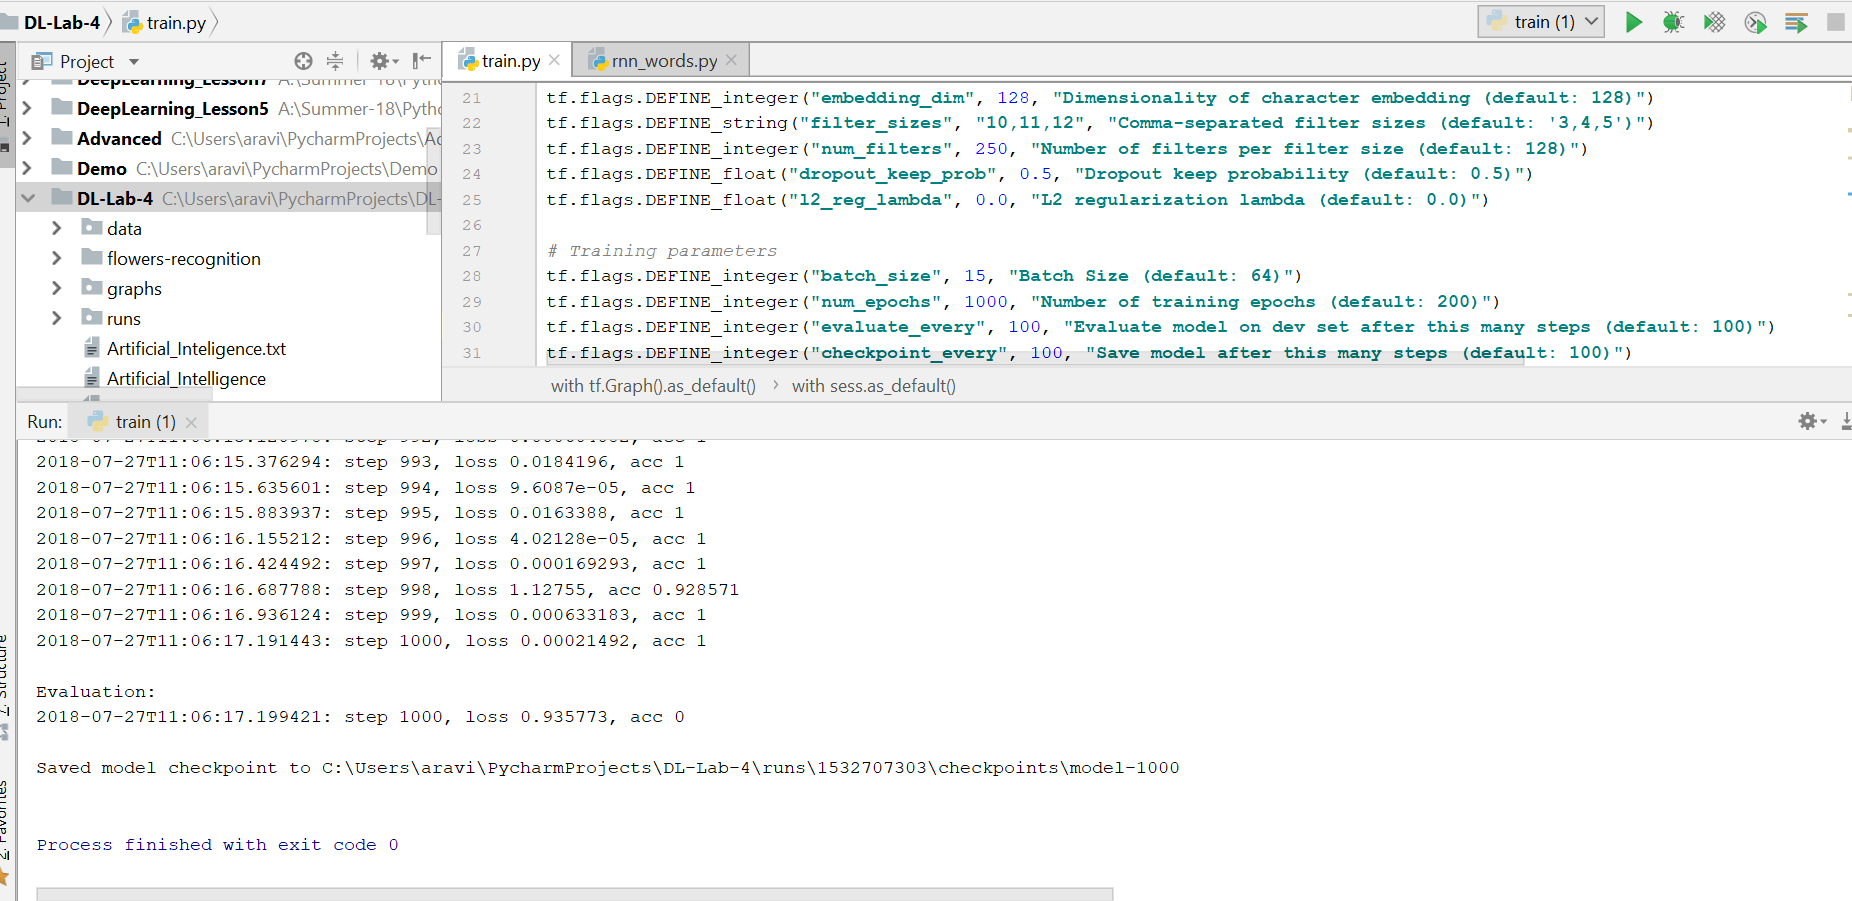 DL-Lab-4 train.py
train (1)
Project
train.py
rnn_words.py
DeepLearning_Lesson7 A:\Summer-18\Pyth
DeepLearning_Lesson5 A:\Summer-18\Pytho
Advanced C:\Users\aravi\PycharmProjects\Ad
Demo C:\Users\aravi\PycharmProjects\Demo
DL-Lab-4 C:\Users\aravi\PycharmProjects\DL-
data
flowers-recognition
graphs
runs
Artificial_Inteligence.txt
Artificial_Intelligence
21 tf.flags.DEFINE_integer("embedding_dim", 128, "Dimensionality of character embedding (default: 128)")
22 tf.flags.DEFINE_string("filter_sizes", "10,11,12", "Comma-separated filter sizes (default: '3,4,5')")
23 tf.flags.DEFINE_integer("num_filters", 250, "Number of filters per filter size (default: 128)")
24 tf.flags.DEFINE_float("dropout_keep_prob", 0.5, "Dropout keep probability (default: 0.5)")
25 tf.flags.DEFINE_float("l2_reg_lambda", 0.0, "L2 regularization lambda (default: 0.0)")
26
27 # Training parameters
28 tf.flags.DEFINE_integer("batch_size", 15, "Batch Size (default: 64)")
29 tf.flags.DEFINE_integer("num_epochs", 1000, "Number of training epochs (default: 200)")
30 tf.flags.DEFINE_integer("evaluate_every", 100, "Evaluate model on dev set after this many steps (default: 100)")
31 tf.flags.DEFINE_integer("checkpoint_every", 100, "Save model after this many steps (default: 100)")
with tf.Graph().as_default() with sess.as_default()
Run: train (1)
2018-07-27T11:06:15.376294: step 993, loss 0.0184196, acc 1
2018-07-27T11:06:15.635601: step 994, loss 9.6087e-05, acc 1
2018-07-27T11:06:15.883937: step 995, loss 0.0163388, acc 1
2018-07-27T11:06:16.155212: step 996, loss 4.02128e-05, acc 1
2018-07-27T11:06:16.424492: step 997, loss 0.000169293, acc 1
2018-07-27T11:06:16.687788: step 998, loss 1.12755, acc 0.928571
2018-07-27T11:06:16.936124: step 999, loss 0.000633183, acc 1
2018-07-27T11:06:17.191443: step 1000, loss 0.00021492, acc 1
Evaluation:
2018-07-27T11:06:17.199421: step 1000, loss 0.935773, acc 0
Saved model checkpoint to C:\Users\aravi\PycharmProjects\DL-Lab-4\runs\1532707303\checkpoints\model-1000
Process finished with exit code 0
1: Project
7: Structure
2: Favorites